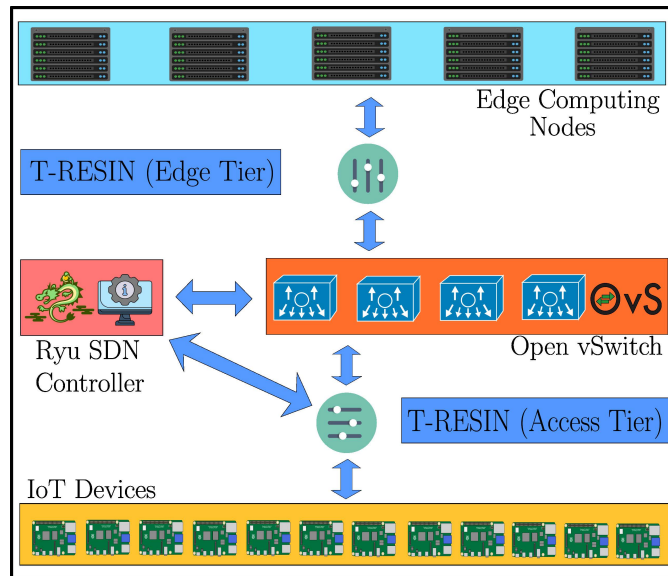 Edge Computing
Nodes
T-RESIN (Edge Tier)
OvS
Ryu SDN
Controller
Open vSwitch
T-RESIN (Access Tier)
IoT Devices